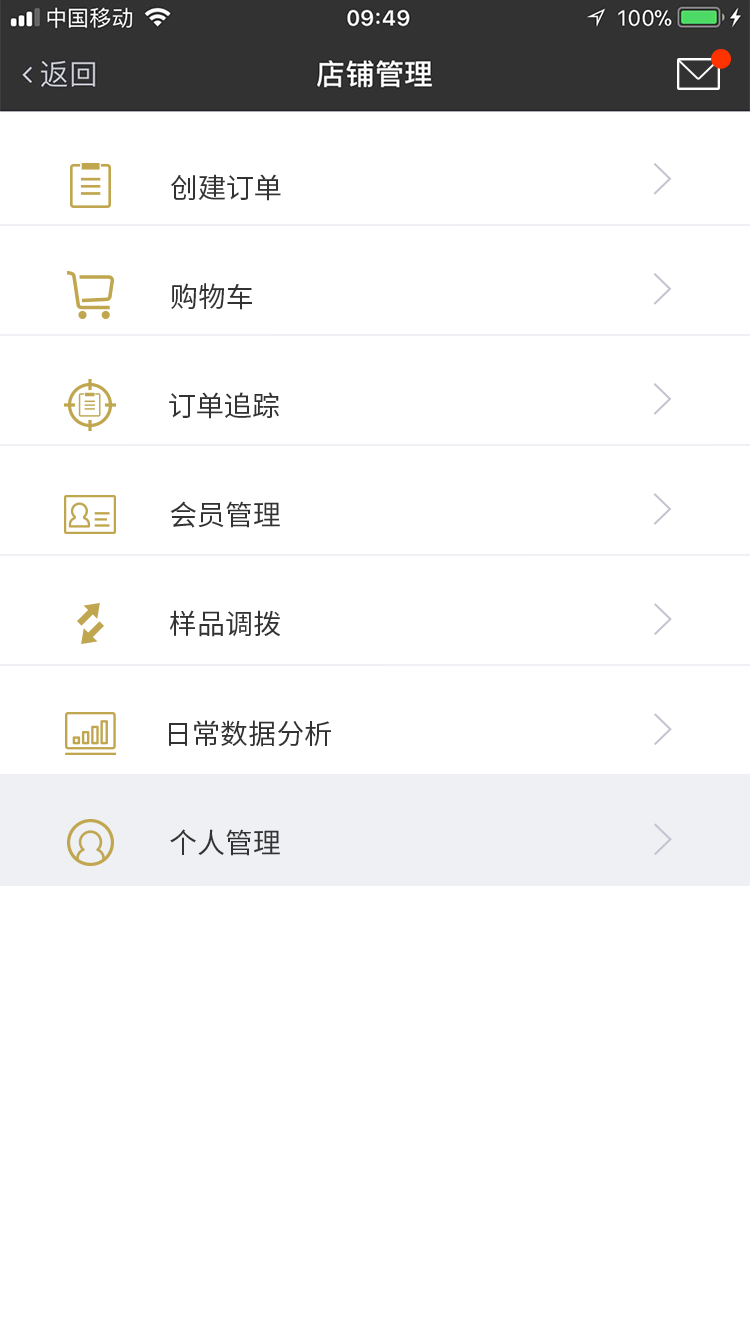 中国移动 09:49 100%
返回 店铺管理
创建订单
购物车
订单追踪
会员管理
样品调拨
日常数据分析
个人管理